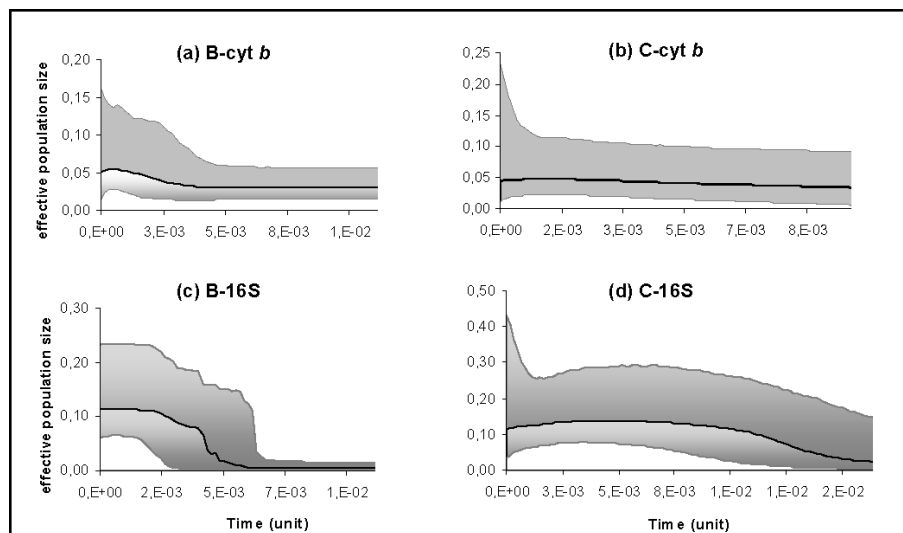 (a) B-cyt b
effective population size
0,20
0,15
0,10
0,05
0,00
0,E+00 3,E-03 5,E-03 8,E-03 1,E-02
(b) C-cyt b
0,25
0,20
0,15
0,10
0,05
0,00
0,E+00 2,E-03 3,E-03 5,E-03 7,E-03 8,E-03
(c) B-16S
effective population size
0,30
0,20
0,10
0,00
0,E+00 2,E-03 5,E-03 7,E-03 1,E-02
Time (unit)
(d) C-16S
0,50
0,40
0,30
0,20
0,10
0,00
0,E+00 3,E-03 5,E-03 8,E-03 1,E-02 1,E-02 2,E-02
Time (unit)